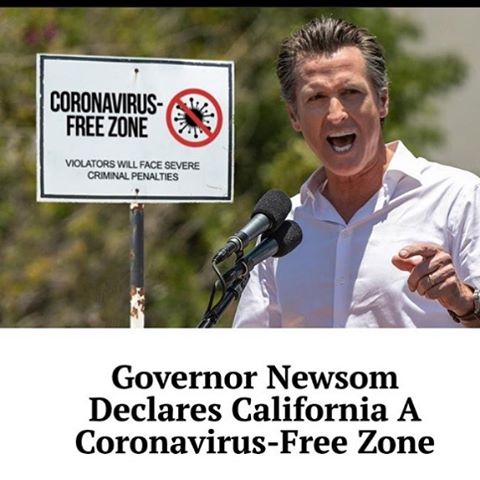 CORONAVIRUS-
FREE ZONE
VIOLATORS WILL FACE SEVERE
CRIMINAL PENALTIES
Governor Newsom
Declares California A
Coronavirus-Free Zone